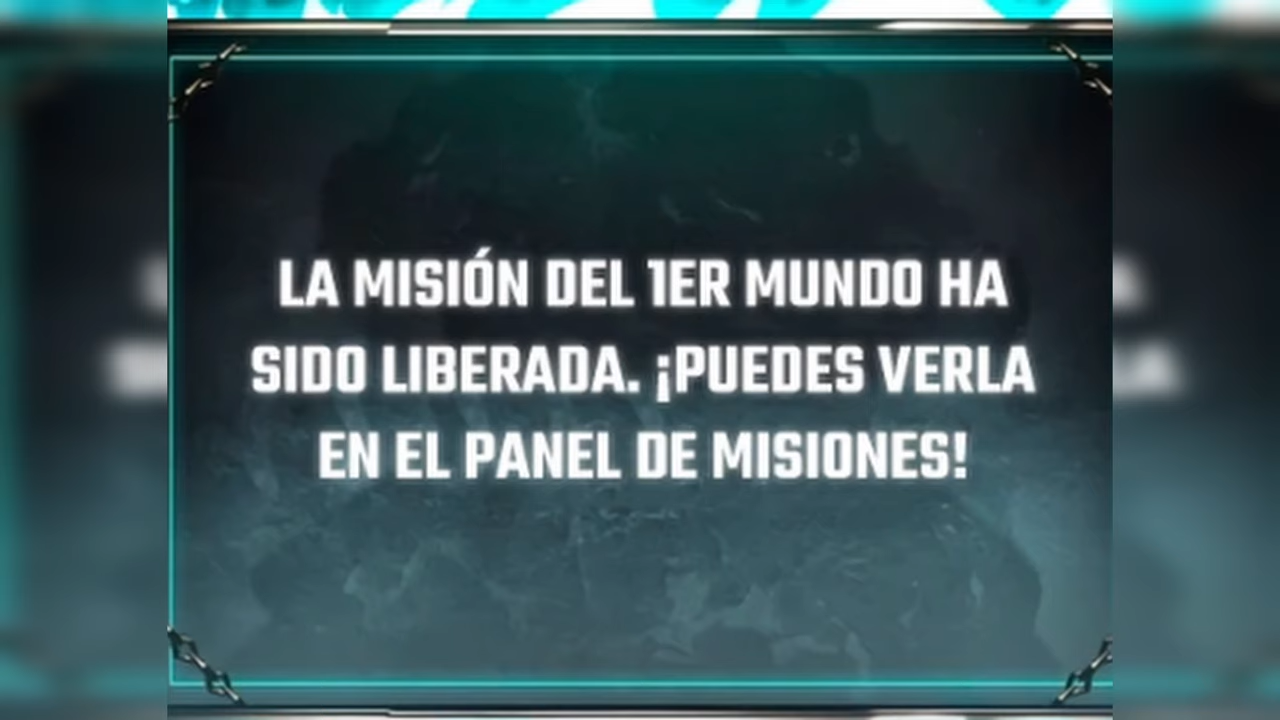 LA MISIÓN DEL 1ER MUNDO HA
SIDO LIBERADA. ¡PUEDES VERLA
EN EL PANEL DE MISIONES!